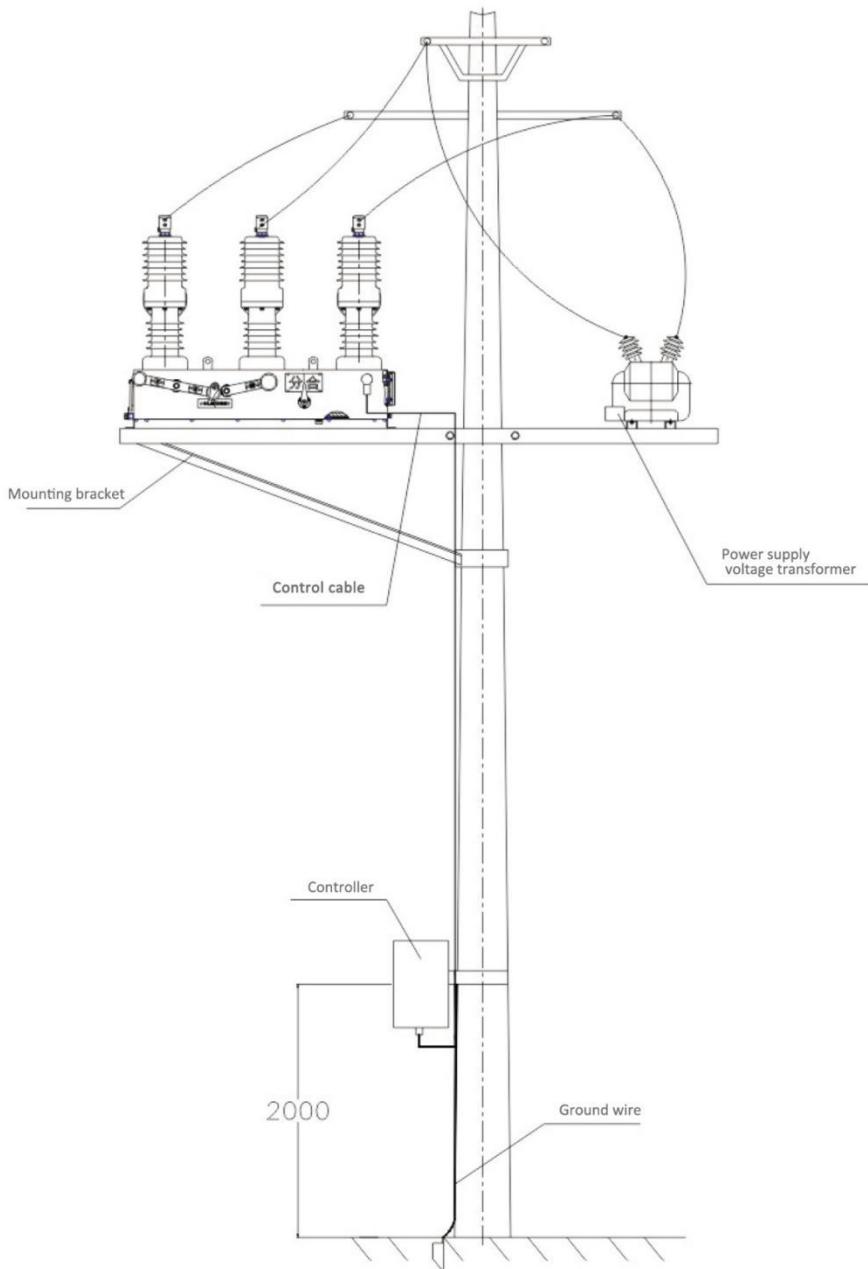 分 合
Mounting bracket
Control cable
Power supply
voltage transformer
Controller
2000
Ground wire